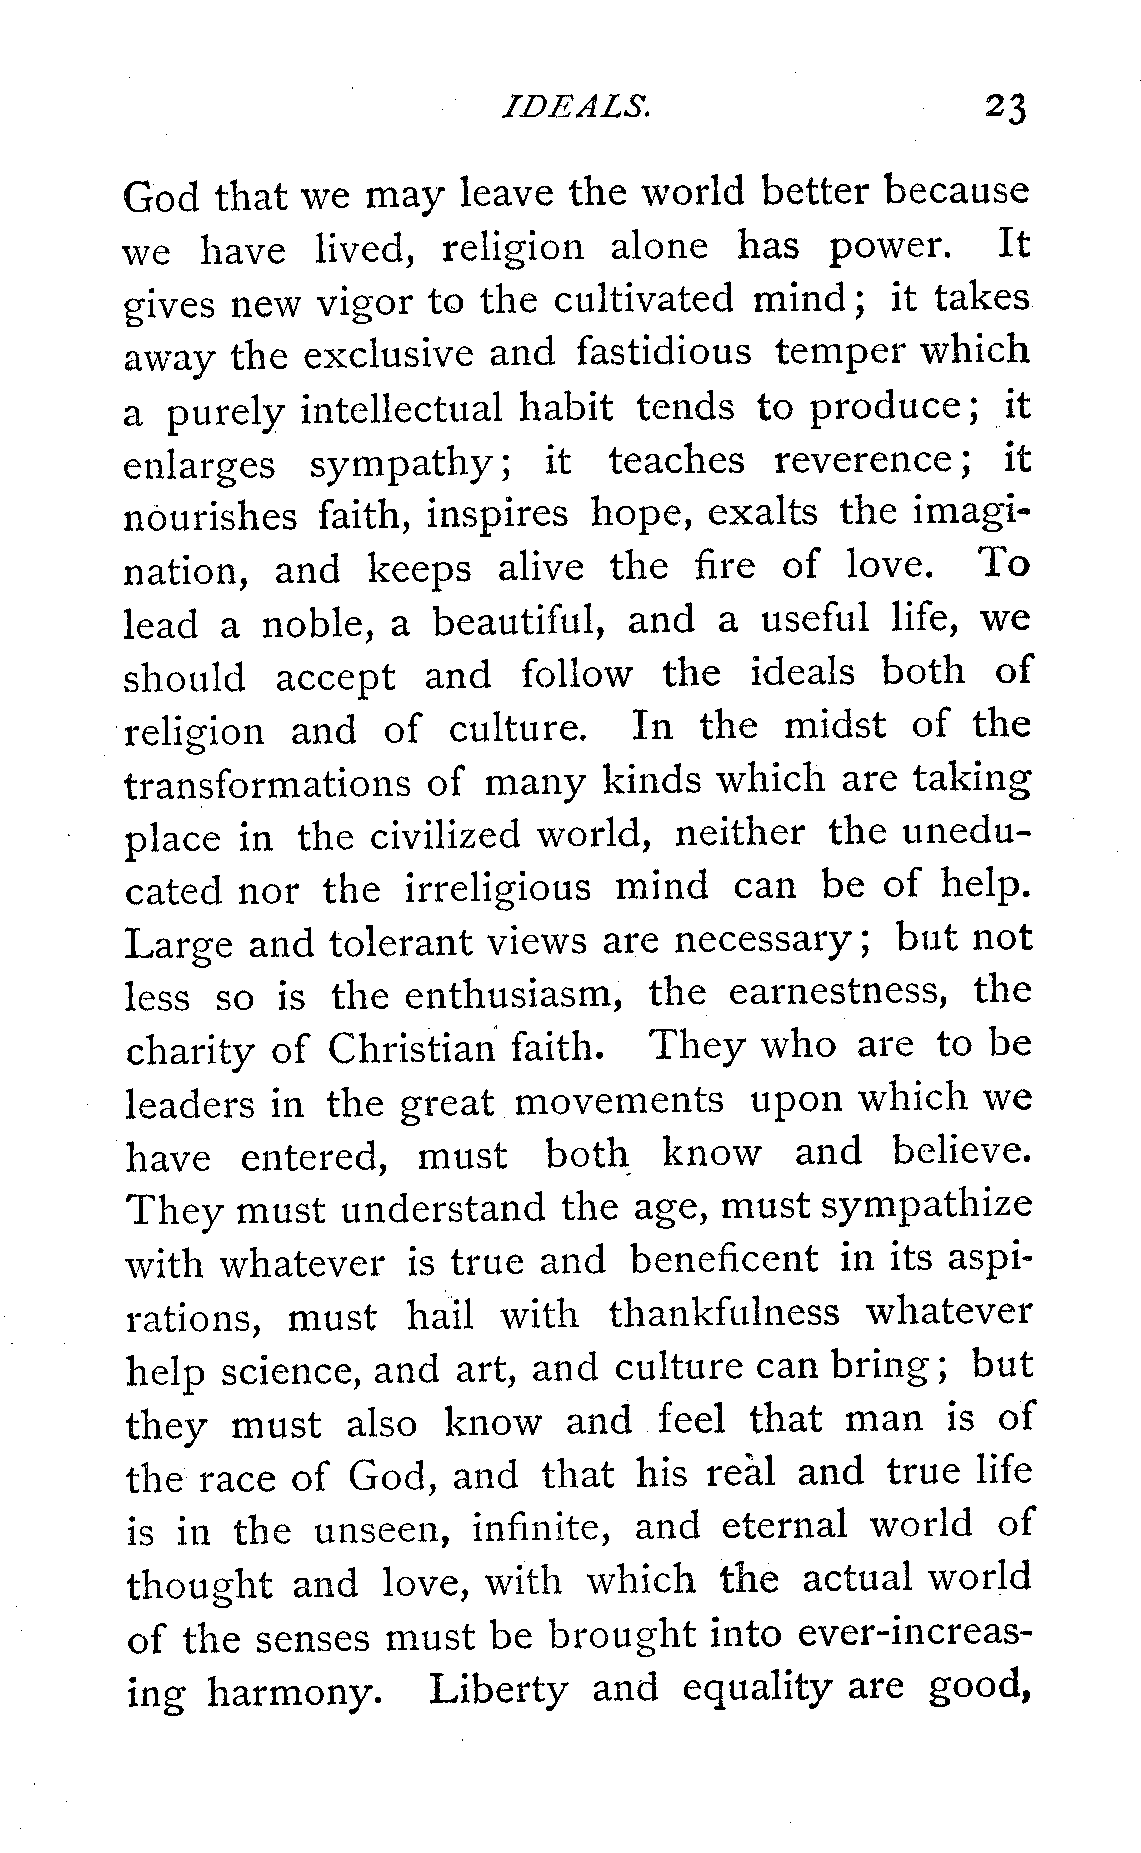 IDEALS. 23
God that we may leave the world better because
we have lived, religion alone has power. It
gives new vigor to the cultivated mind; it takes
away the exclusive and fastidious temper which
a purely intellectual habit tends to produce; it
enlarges sympathy; it teaches reverence; it
nourishes faith, inspires hope, exalts the imagi-
nation, and keeps alive the fire of love. To
lead a noble, a beautiful, and a useful life, we
should accept and follow the ideals both of
religion and of culture. In the midst of the
transformations of many kinds which are taking
place in the civilized world, neither the unedu-
cated nor the irreligious mind can be of help.
Large and tolerant views are necessary; but not
less so is the enthusiasm, the earnestness, the
charity of Christian faith. They who are to be
leaders in the great movements upon which we
have entered, must both know and believe.
They must understand the age, must sympathize
with whatever is true and beneficent in its aspi-
rations, must hail with thankfulness whatever
help science, and art, and culture can bring; but
they must also know and feel that man is of
the race of God, and that his real and true life
is in the unseen, infinite, and eternal world of
thought and love, with which the actual world
of the senses must be brought into ever-increas-
ing harmony. Liberty and equality are good,